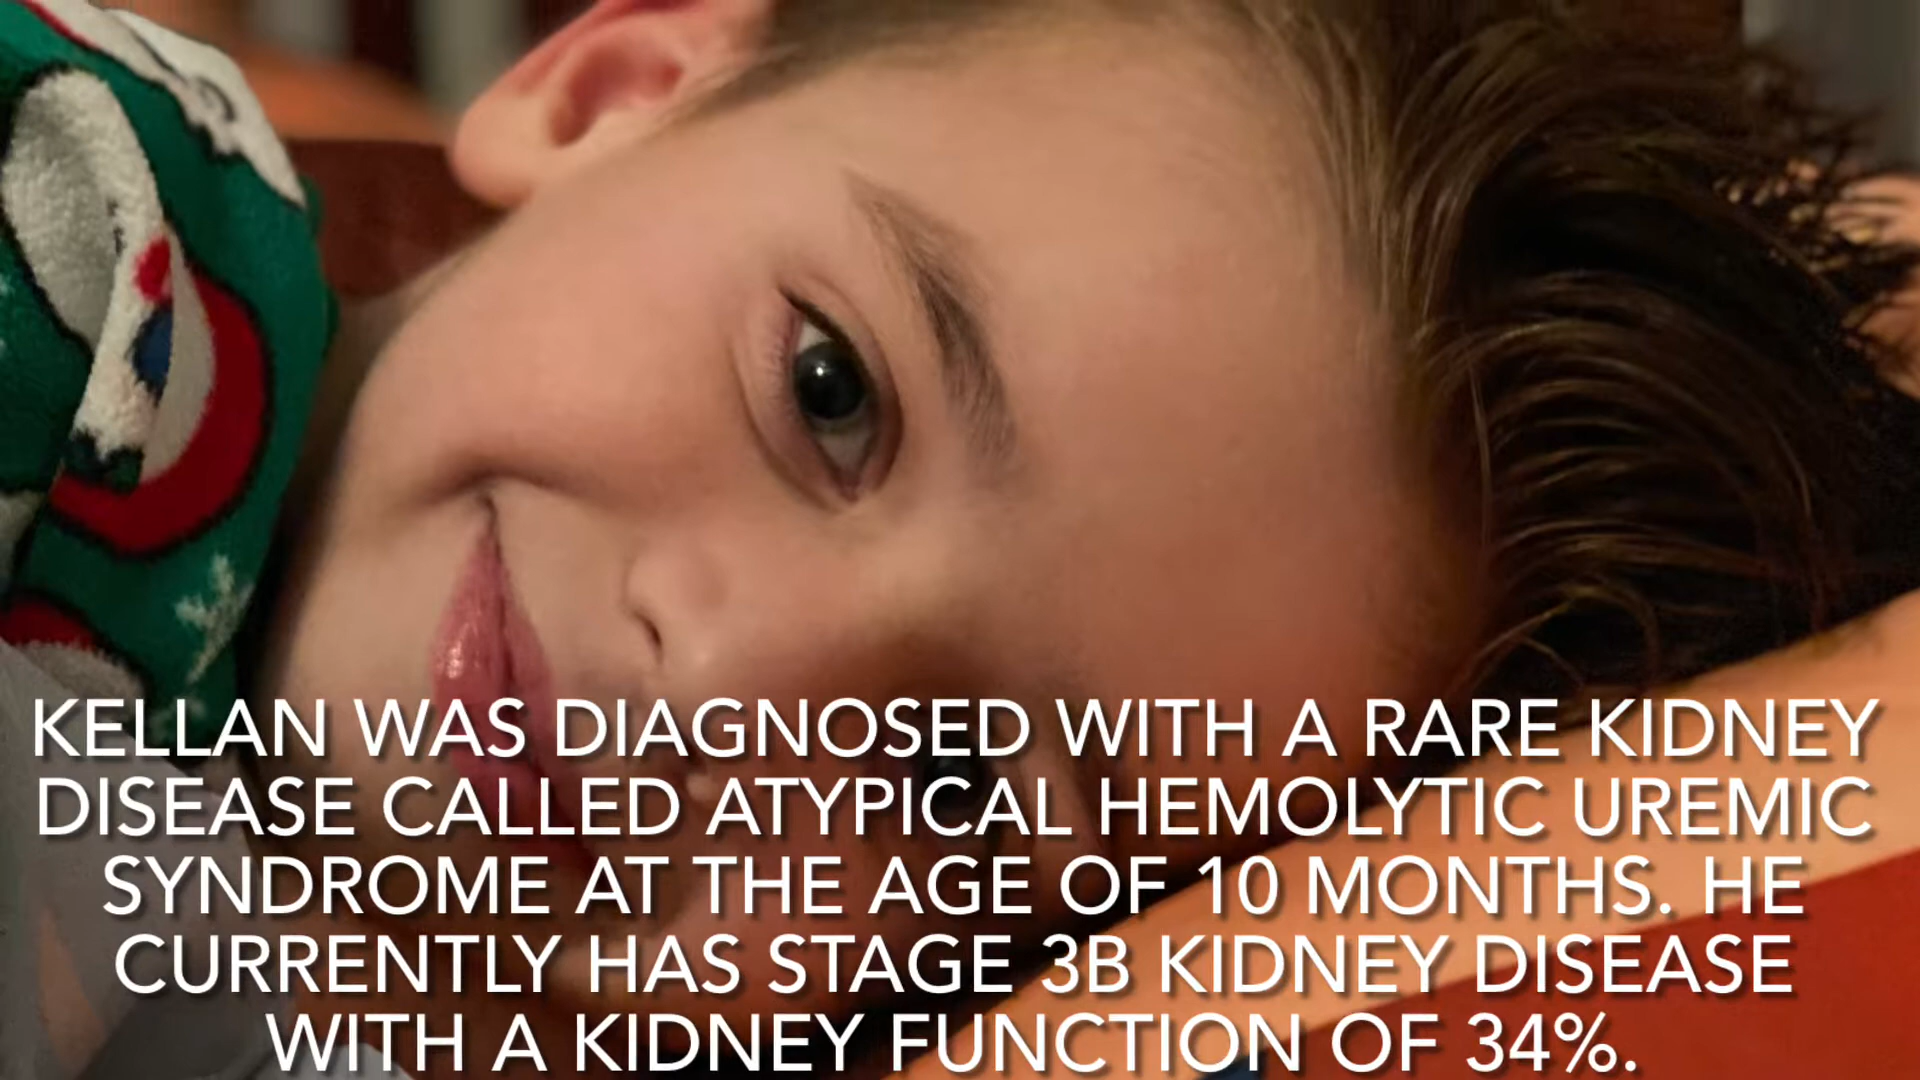 KELLAN WAS DIAGNOSED WITH A RARE KIDNEY
DISEASE CALLED ATYPICAL HEMOLYTIC UREMIC
SYNDROME AT THE AGE OF 10 MONTHS. HE
CURRENTLY HAS STAGE 3B KIDNEY DISEASE
WITH A KIDNEY FUNCTION OF 34%.